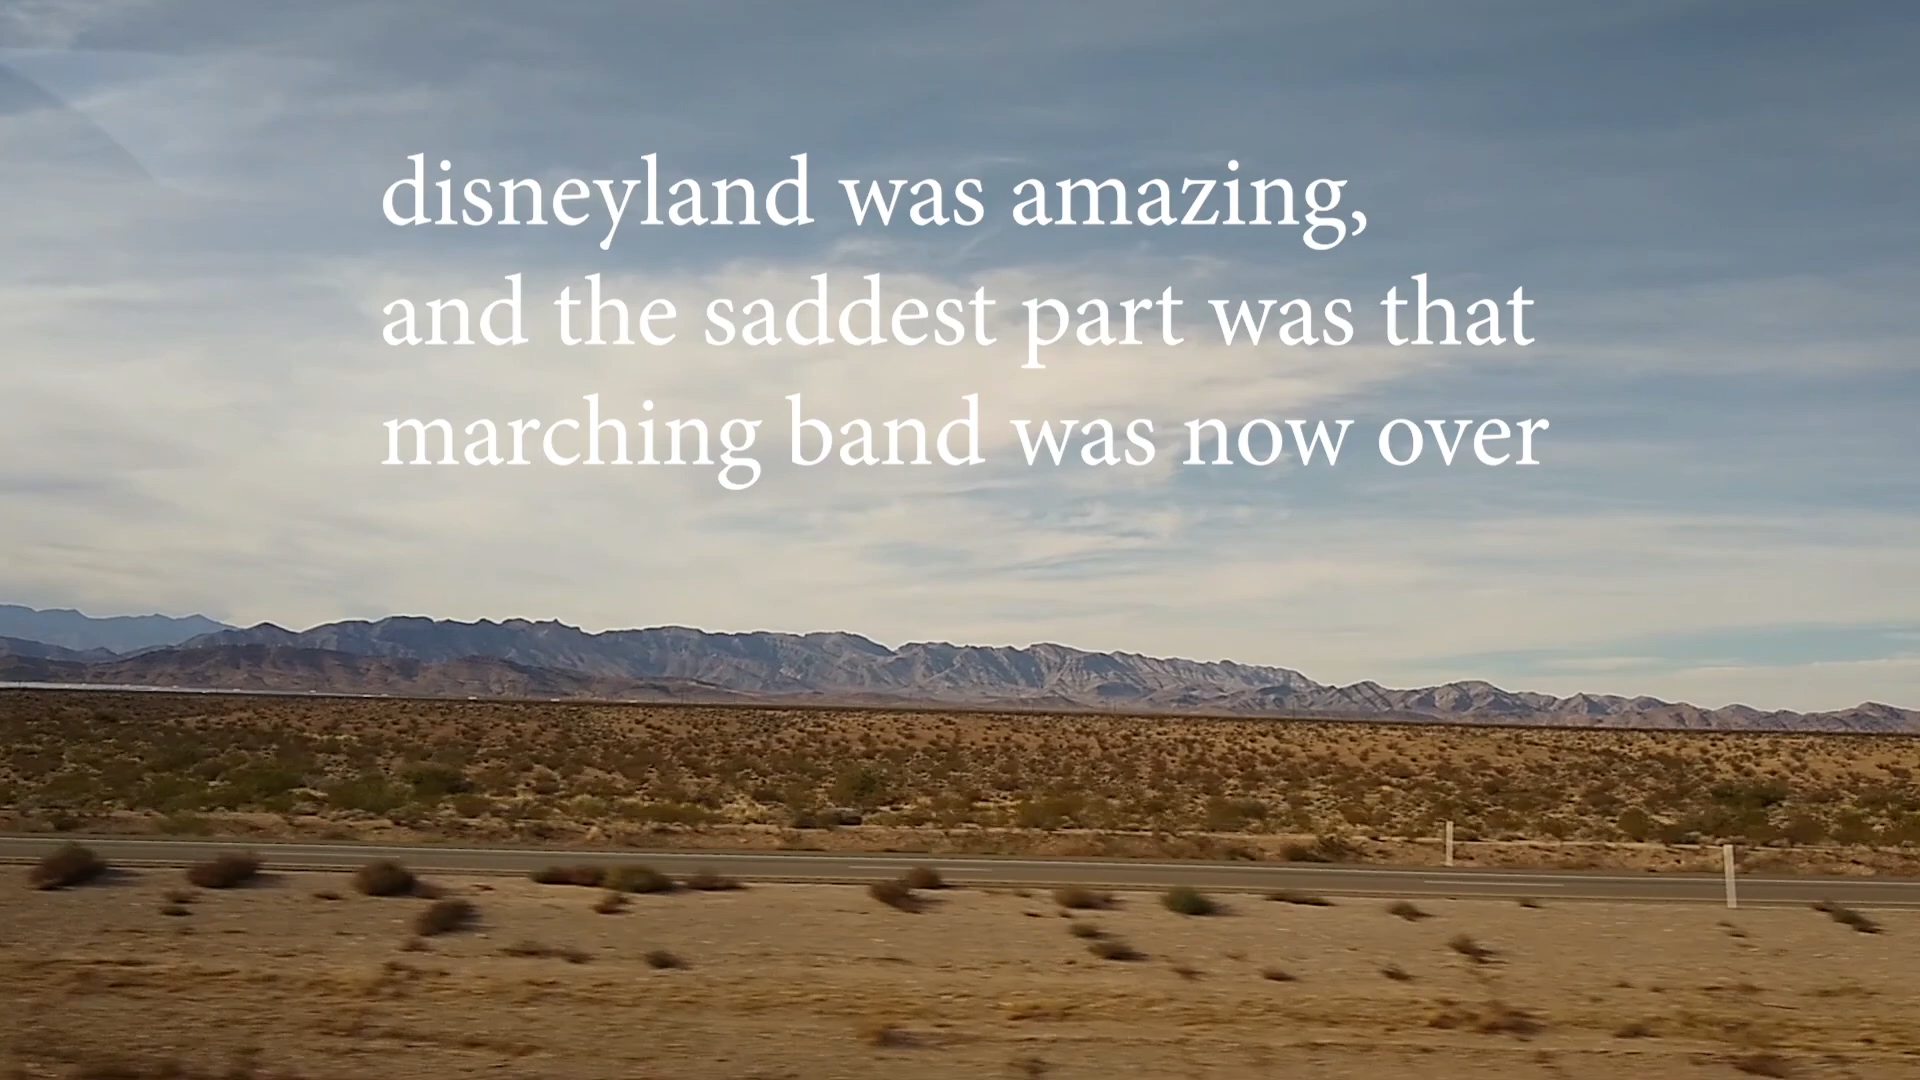 disneyland was amazing,
and the saddest part was that
marching band was now over